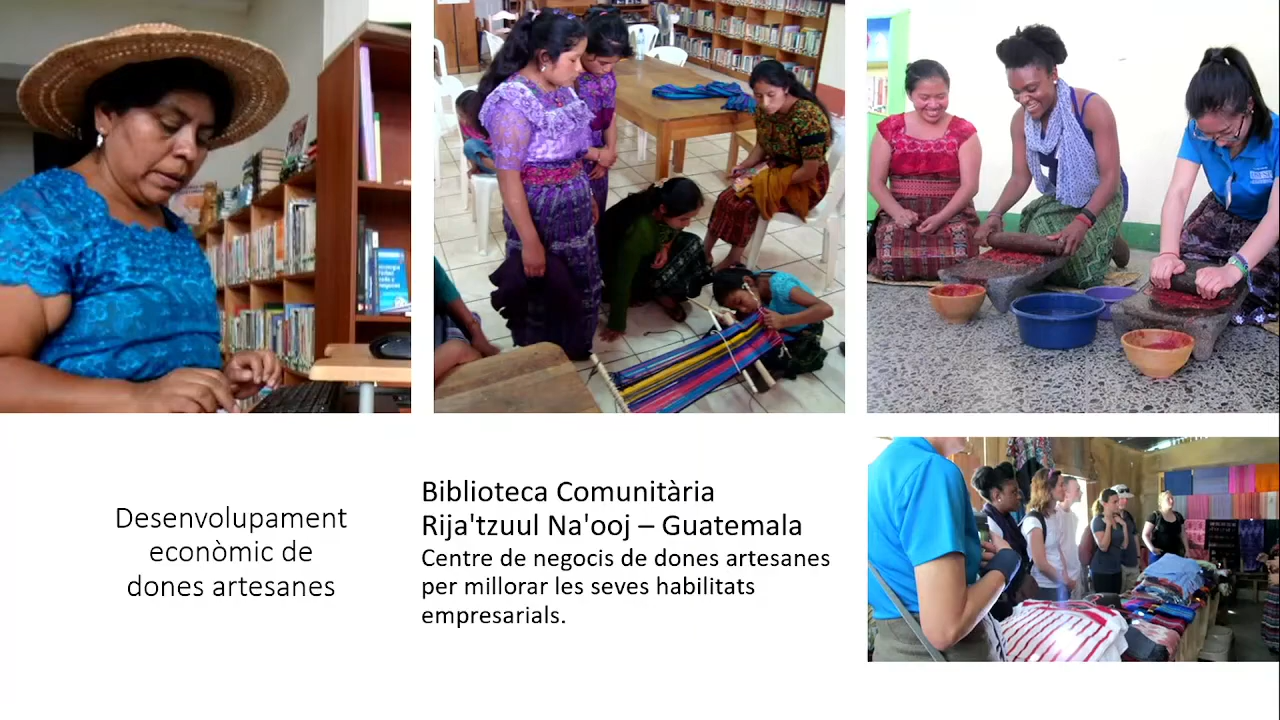 Desenvolupament
econòmic de
dones artesanes
Biblioteca Comunitària
Rija'tzuul Na'ooj – Guatemala
Centre de negocis de dones artesanes
per millorar les seves habilitats
empresarials.